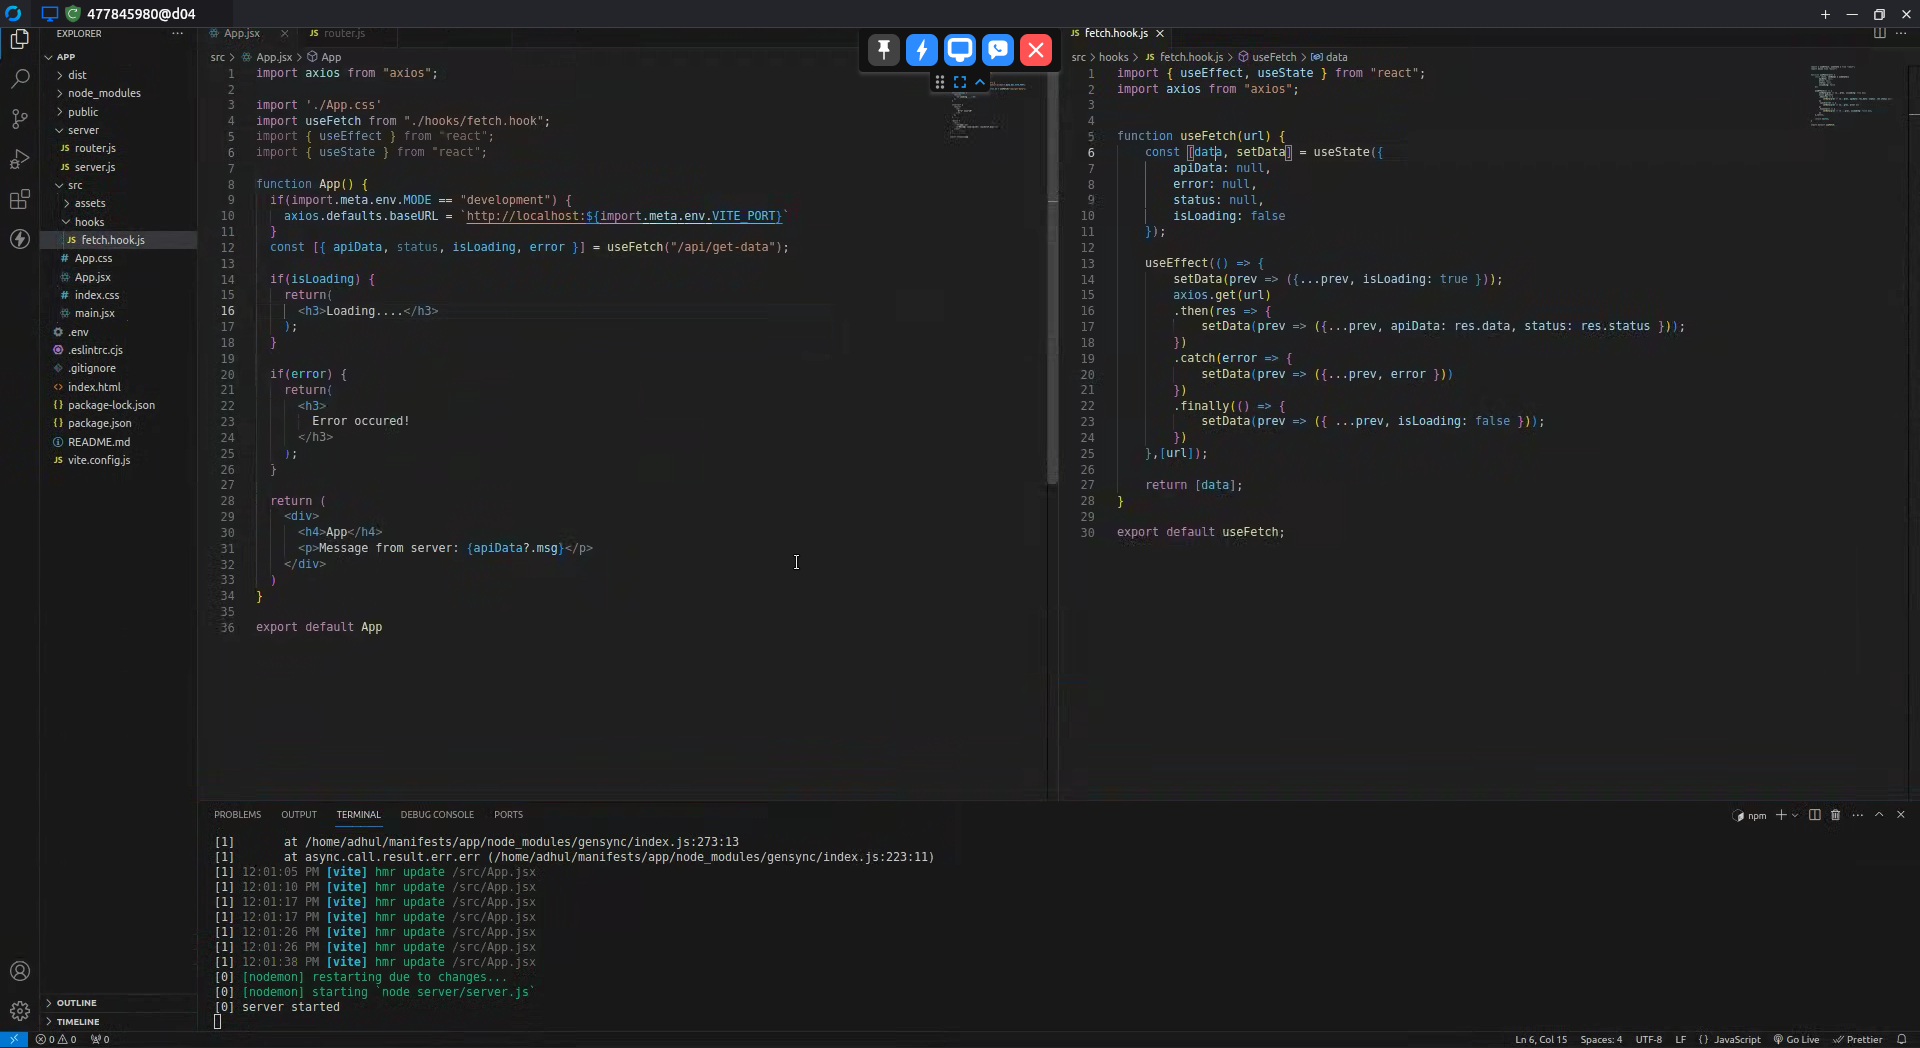 477845980@d04
EXPLORER
APP
dist
node_modules
public
server
router.js
server.js
src
assets
hooks
fetch.hook.js
App.css
App.jsx
index.css
main.jsx
.env
.eslintrc.cjs
.gitignore
index.html
package-lock.json
package.json
README.md
vite.config.js
OUTLINE
TIMELINE
App.jsx
router.js
src > App.jsx > App
1 import axios from "axios";
2
3 import './App.css'
4 import useFetch from "./hooks/fetch.hook";
5 import { useEffect } from "react";
6 import { useState } from "react";
7
8 function App() {
9 if(import.meta.env.MODE == "development") {
10 axios.defaults.baseURL = `http://localhost:${import.meta.env.VITE_PORT}`
11 }
12 const [{ apiData, status, isLoading, error }] = useFetch("/api/get-data");
13
14 if(isLoading) {
15 return(
16 <h3>Loading....</h3>
17 );
18 }
19
20 if(error) {
21 return(
22 <h3>
23 Error occured!
24 </h3>
25 );
26 }
27
28 return (
29 <div>
30 <h4>App</h4>
31 <p>Message from server: {apiData?.msg}</p>
32 </div>
33 )
34 }
35
36 export default App
fetch.hook.js
src > hooks > fetch.hook.js > useFetch > data
1 import { useEffect, useState } from "react";
2 import axios from "axios";
3
4
5 function useFetch(url) {
6 const [data, setData] = useState({
7 apiData: null,
8 error: null,
9 status: null,
10 isLoading: false
11 });
12
13 useEffect(() => {
14 setData(prev => ({...prev, isLoading: true }));
15 axios.get(url)
16 .then(res => {
17 setData(prev => ({...prev, apiData: res.data, status: res.status }));
18 })
19 .catch(error => {
20 setData(prev => ({...prev, error }))
21 })
22 .finally(() => {
23 setData(prev => ({ ...prev, isLoading: false }));
24 })
25 },[url]);
26
27 return [data];
28 }
29
30 export default useFetch;
PROBLEMS OUTPUT TERMINAL DEBUG CONSOLE PORTS
npm
[1] at /home/adhul/manifests/app/node_modules/gensync/index.js:273:13
[1] at async.call.result.err.err (/home/adhul/manifests/app/node_modules/gensync/index.js:223:11)
[1] 12:01:05 PM [vite] hmr update /src/App.jsx
[1] 12:01:10 PM [vite] hmr update /src/App.jsx
[1] 12:01:17 PM [vite] hmr update /src/App.jsx
[1] 12:01:17 PM [vite] hmr update /src/App.jsx
[1] 12:01:26 PM [vite] hmr update /src/App.jsx
[1] 12:01:26 PM [vite] hmr update /src/App.jsx
[1] 12:01:38 PM [vite] hmr update /src/App.jsx
[0] [nodemon] restarting due to changes...
[0] [nodemon] starting `node server/server.js`
[0] server started
0 0 0
Ln 6, Col 15 Spaces: 4 UTF-8 LF {} JavaScript Go Live Prettier